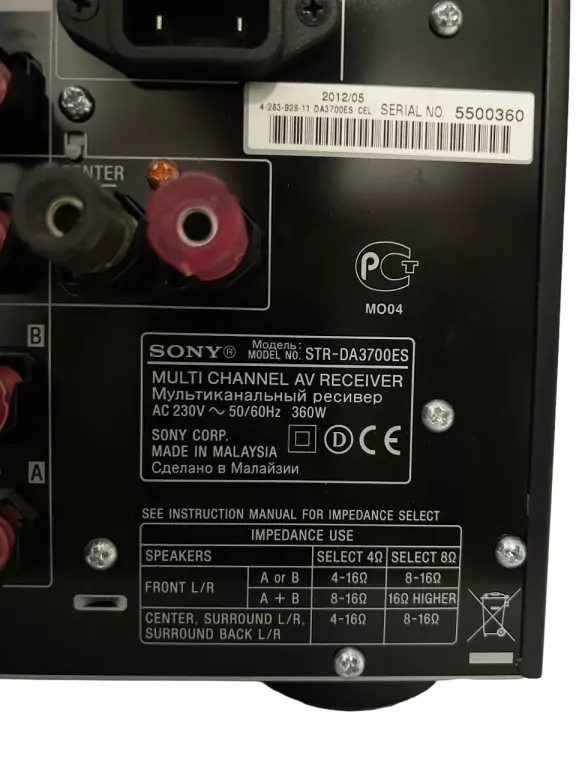 2012/05
4-283-928-11 DA3700ES CEL SERIAL NO. 5500360
CENTER
РСТ
МО04
B
SONY® Модель:
MODEL NO. STR-DA3700ES
MULTI CHANNEL AV RECEIVER
Мультиканальный ресивер
AC 230V ~ 50/60Hz 360W
SONY CORP.
MADE IN MALAYSIA
Сделано в Малайзии
D CE
A
SEE INSTRUCTION MANUAL FOR IMPEDANCE SELECT
IMPEDANCE USE
SPEAKERS SELECT 4Ω SELECT 8Ω
FRONT L/R A or B 4-16Ω 8-16Ω
A + B 8-16Ω 16Ω HIGHER
CENTER, SURROUND L/R, 4-16Ω 8-16Ω
SURROUND BACK L/R